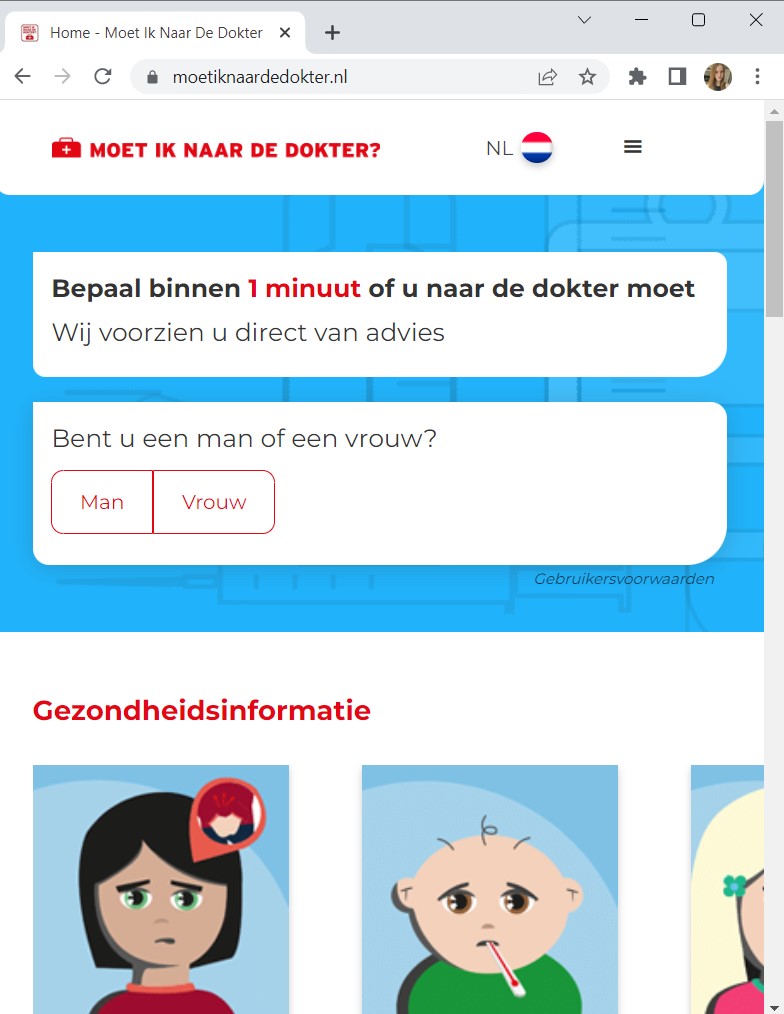 Home - Moet Ik Naar De Dokter
moetiknaardedokter.nl
MOET IK NAAR DE DOKTER?
NL
Bepaal binnen 1 minuut of u naar de dokter moet
Wij voorzien u direct van advies
Bent u een man of een vrouw?
Man
Vrouw
Gebruikersvoorwaarden
Gezondheidsinformatie